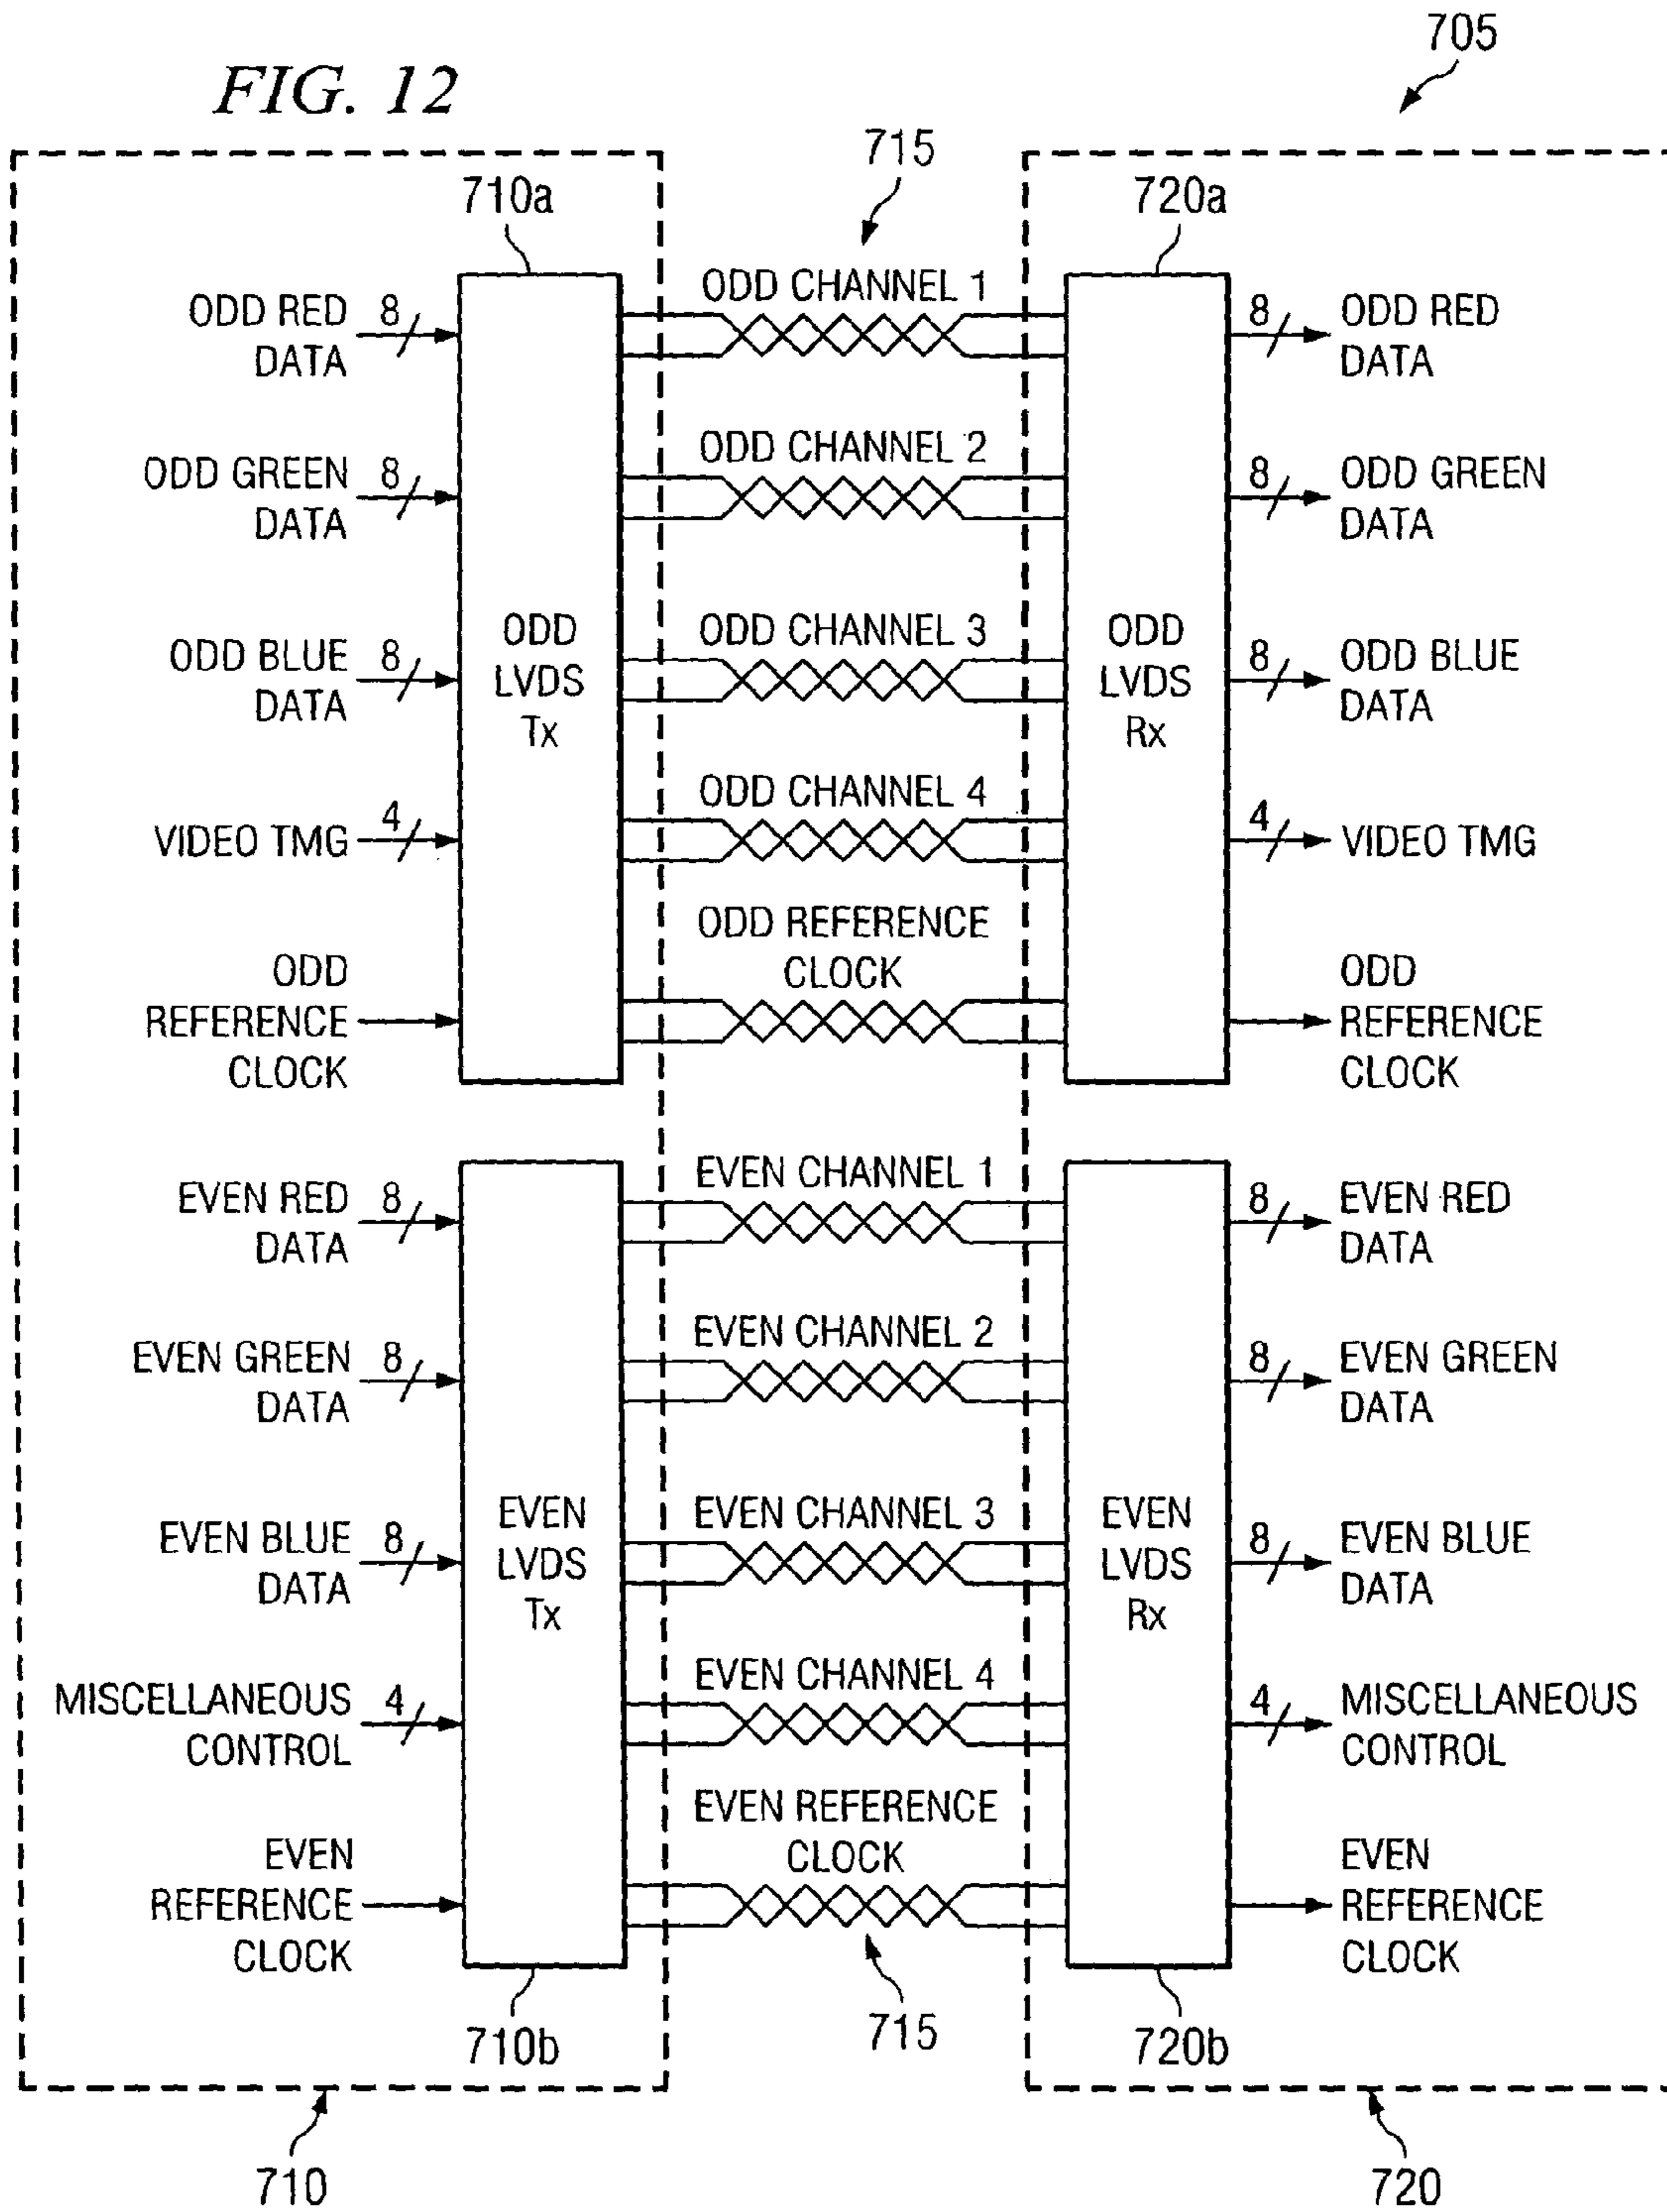 FIG. 12
705
715
710a
720a
ODD RED
DATA
8
ODD CHANNEL 1
8
ODD RED
DATA
ODD GREEN
DATA
8
ODD CHANNEL 2
8
ODD GREEN
DATA
ODD BLUE
DATA
8
ODD LVDS Tx
ODD CHANNEL 3
ODD LVDS Rx
8
ODD BLUE
DATA
VIDEO TMG
4
ODD CHANNEL 4
4
VIDEO TMG
ODD
REFERENCE
CLOCK
ODD REFERENCE
CLOCK
ODD
REFERENCE
CLOCK
EVEN RED
DATA
8
EVEN CHANNEL 1
8
EVEN RED
DATA
EVEN GREEN
DATA
8
EVEN CHANNEL 2
8
EVEN GREEN
DATA
EVEN BLUE
DATA
8
EVEN
LVDS
Tx
EVEN CHANNEL 3
EVEN
LVDS
Rx
8
EVEN BLUE
DATA
MISCELLANEOUS
CONTROL
4
EVEN CHANNEL 4
4
MISCELLANEOUS
CONTROL
EVEN
REFERENCE
CLOCK
EVEN REFERENCE
CLOCK
EVEN
REFERENCE
CLOCK
710b
715
720b
710
720